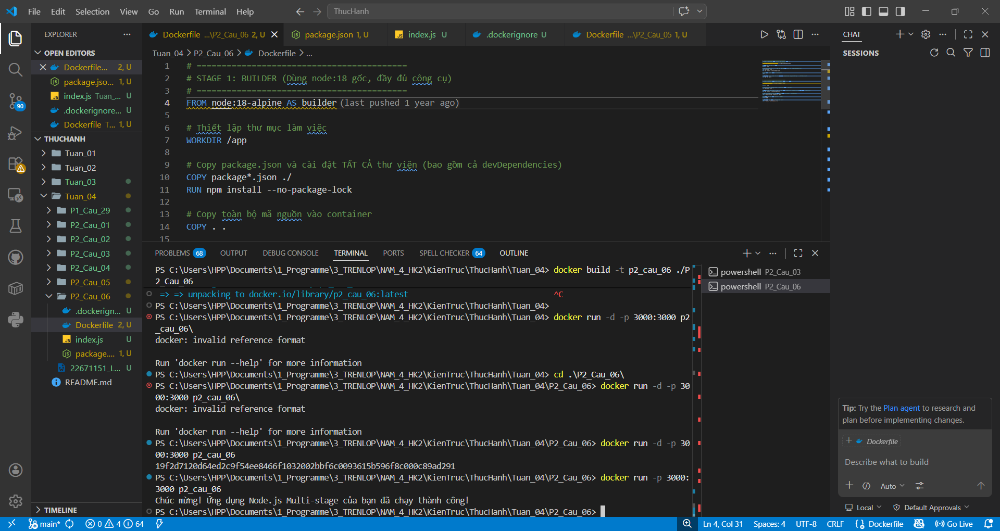 File Edit Selection View Go Run Terminal Help
ThucHanh
EXPLORER
OPEN EDITORS
Dockerfile... 2, U
package.jso... 1, U
index.js Tuan_... U
.dockerignore... U
Dockerfile T... 1, U
THUCHANH
Tuan_01
Tuan_02
Tuan_03
Tuan_04
P1_Cau_29
P2_Cau_01
P2_Cau_02
P2_Cau_03
P2_Cau_04
P2_Cau_05
P2_Cau_06
.dockerign... U
Dockerfile 2, U
index.js U
package.... 1, U
22671151_L... U
README.md
TIMELINE
90
Dockerfile ...\P2_Cau_06 2, U
package.json 1, U
index.js U
.dockerignore U
Dockerfile ...\P2_Cau_05 1, U
Tuan_04 > P2_Cau_06 > Dockerfile > ...
1 # ==========================================
2 # STAGE 1: BUILDER (Dùng node:18 gốc, đầy đủ công cụ)
3 # ==========================================
4 FROM node:18-alpine AS builder (last pushed 1 year ago)
5
6 # Thiết lập thư mục làm việc
7 WORKDIR /app
8
9 # Copy package.json và cài đặt TẤT CẢ thư viện (bao gồm cả devDependencies)
10 COPY package*.json ./
11 RUN npm install --no-package-lock
12
13 # Copy toàn bộ mã nguồn vào container
14 COPY . .
15
PROBLEMS 68 OUTPUT DEBUG CONSOLE TERMINAL PORTS SPELL CHECKER 64 OUTLINE
PS C:\Users\HPP\Documents\1_Programme\3_TRENLOP\NAM_4_HK2\KienTruc\ThucHanh\Tuan_04> docker build -t p2_cau_06 ./P
2_Cau_06
=> => unpacking to docker.io/library/p2_cau_06:latest ^C
PS C:\Users\HPP\Documents\1_Programme\3_TRENLOP\NAM_4_HK2\KienTruc\ThucHanh\Tuan_04>
PS C:\Users\HPP\Documents\1_Programme\3_TRENLOP\NAM_4_HK2\KienTruc\ThucHanh\Tuan_04> docker run -d -p 3000:3000 p2
_cau_06\
docker: invalid reference format
Run 'docker run --help' for more information
PS C:\Users\HPP\Documents\1_Programme\3_TRENLOP\NAM_4_HK2\KienTruc\ThucHanh\Tuan_04> cd .\P2_Cau_06\
PS C:\Users\HPP\Documents\1_Programme\3_TRENLOP\NAM_4_HK2\KienTruc\ThucHanh\Tuan_04\P2_Cau_06> docker run -d -p 30
00:3000 p2_cau_06\
docker: invalid reference format
Run 'docker run --help' for more information
PS C:\Users\HPP\Documents\1_Programme\3_TRENLOP\NAM_4_HK2\KienTruc\ThucHanh\Tuan_04\P2_Cau_06> docker run -d -p 30
00:3000 p2_cau_06
19f2d7120d64ed2c9f54ee8466f1032002bbf6c0093615b596f8c000c89ad291
PS C:\Users\HPP\Documents\1_Programme\3_TRENLOP\NAM_4_HK2\KienTruc\ThucHanh\Tuan_04\P2_Cau_06> docker run -p 3000:
3000 p2_cau_06
Chúc mừng! Ứng dụng Node.js Multi-stage của bạn đã chạy thành công!
PS C:\Users\HPP\Documents\1_Programme\3_TRENLOP\NAM_4_HK2\KienTruc\ThucHanh\Tuan_04\P2_Cau_06>
powershell P2_Cau_03
powershell P2_Cau_06
CHAT
SESSIONS
Tip: Try the Plan agent to research and
plan before implementing changes.
Dockerfile
Describe what to build
Auto
Local Default Approvals
main* 0 4 64 Ln 4, Col 31 Spaces: 4 UTF-8 CRLF Dockerfile Go Live